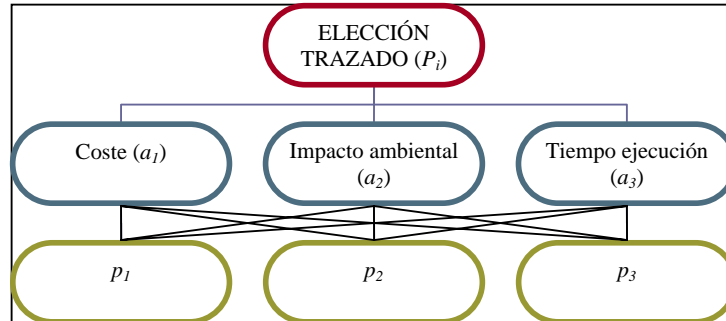 ELECCIÓN
TRAZADO (Pi)
Coste (a1)
Impacto ambiental
(a2)
Tiempo ejecución
(a3)
p1
p2
p3